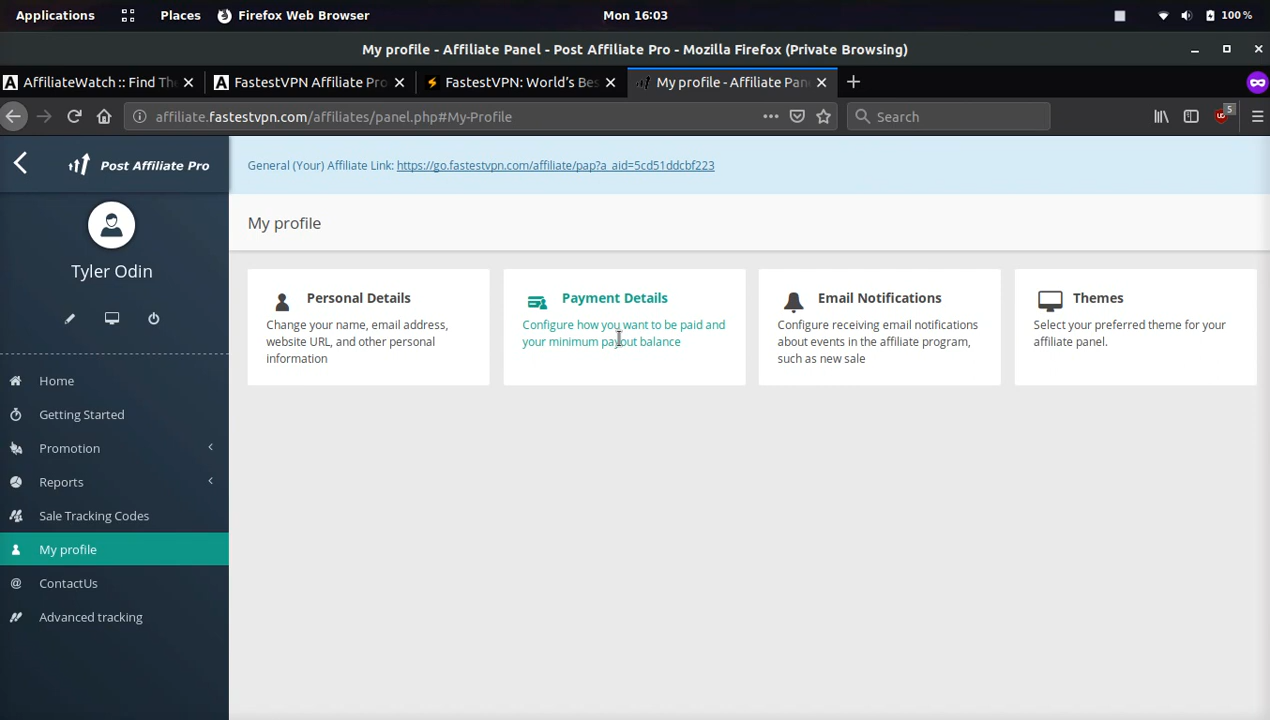 Applications Places Firefox Web Browser Mon 16:03 100 %
My profile - Affiliate Panel - Post Affiliate Pro - Mozilla Firefox (Private Browsing)
AffiliateWatch :: Find The FastestVPN Affiliate Pro FastestVPN: World's Bes My profile - Affiliate Pane
affiliate.fastestvpn.com/affiliates/panel.php#My-Profile Search 5
Post Affiliate Pro
General (Your) Affiliate Link: https://go.fastestvpn.com/affiliate/pap?a_aid=5cd51ddcbf223
My profile
Tyler Odin
Personal Details
Change your name, email address,
website URL, and other personal
information
Payment Details
Configure how you want to be paid and
your minimum payout balance
Email Notifications
Configure receiving email notifications
about events in the affiliate program,
such as new sale
Themes
Select your preferred theme for your
affiliate panel.
Home
Getting Started
Promotion
Reports
Sale Tracking Codes
My profile
ContactUs
Advanced tracking